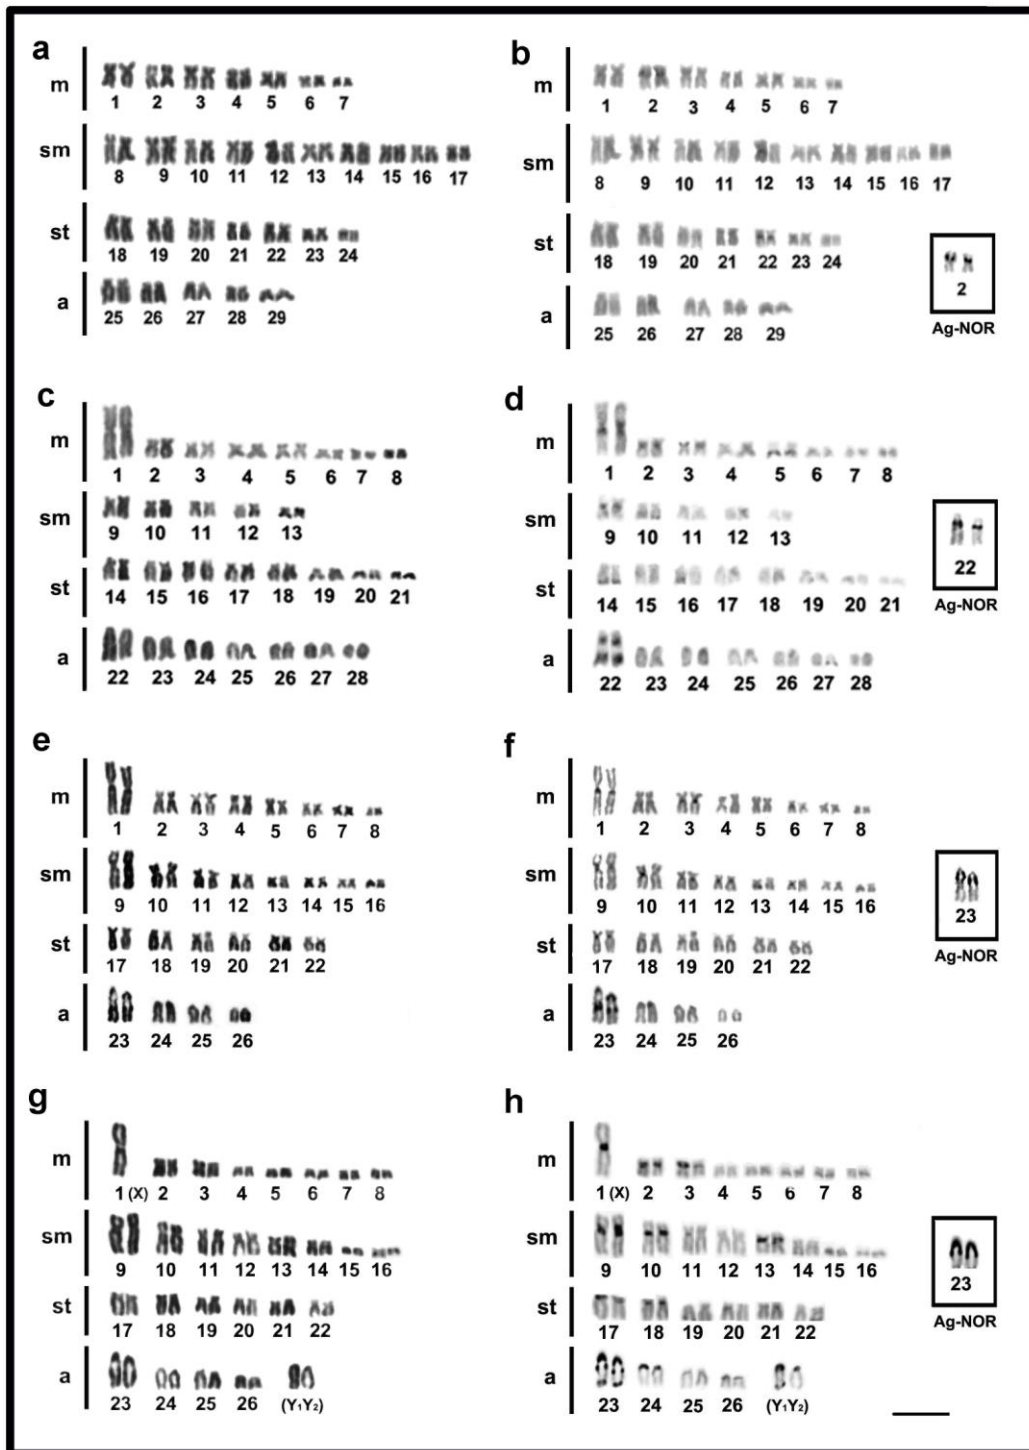 a
m
1 2 3 4 5 6 7
sm
8 9 10 11 12 13 14 15 16 17
st
18 19 20 21 22 23 24
a
25 26 27 28 29
b
m
1 2 3 4 5 6 7
sm
8 9 10 11 12 13 14 15 16 17
st
18 19 20 21 22 23 24
a
25 26 27 28 29
2
Ag-NOR
c
m
1 2 3 4 5 6 7 8
sm
9 10 11 12 13
st
14 15 16 17 18 19 20 21
a
22 23 24 25 26 27 28
d
m
1 2 3 4 5 6 7 8
sm
9 10 11 12 13
st
14 15 16 17 18 19 20 21
a
22 23 24 25 26 27 28
22
Ag-NOR
e
m
1 2 3 4 5 6 7 8
sm
9 10 11 12 13 14 15 16
st
17 18 19 20 21 22
a
23 24 25 26
f
m
1 2 3 4 5 6 7 8
sm
9 10 11 12 13 14 15 16
st
17 18 19 20 21 22
a
23 24 25 26
23
Ag-NOR
g
m
1 (X) 2 3 4 5 6 7 8
sm
9 10 11 12 13 14 15 16
st
17 18 19 20 21 22
a
23 24 25 26 (Y₁Y₂)
h
m
1 (X) 2 3 4 5 6 7 8
sm
9 10 11 12 13 14 15 16
st
17 18 19 20 21 22
a
23 24 25 26 (Y₁Y₂)
23
Ag-NOR